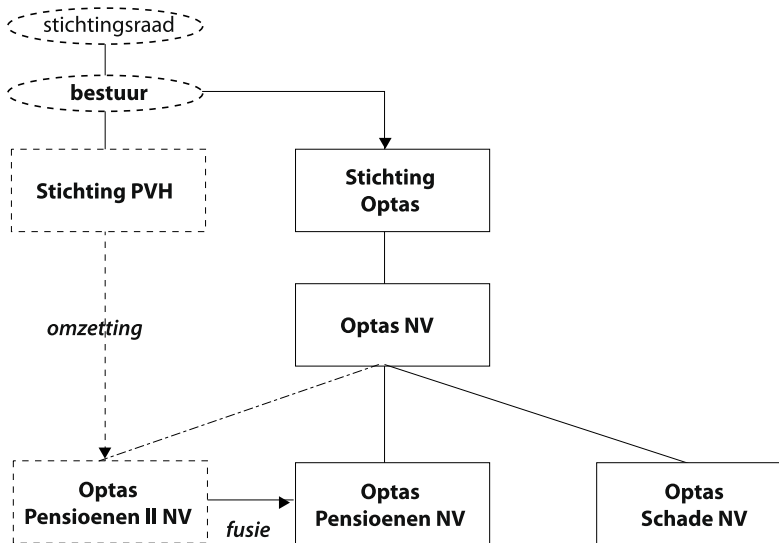 stichtingsraad
bestuur
Stichting PVH
Stichting
Optas
omzetting
Optas NV
Optas
Pensioenen II NV
fusie
Optas
Pensioenen NV
Optas
Schade NV